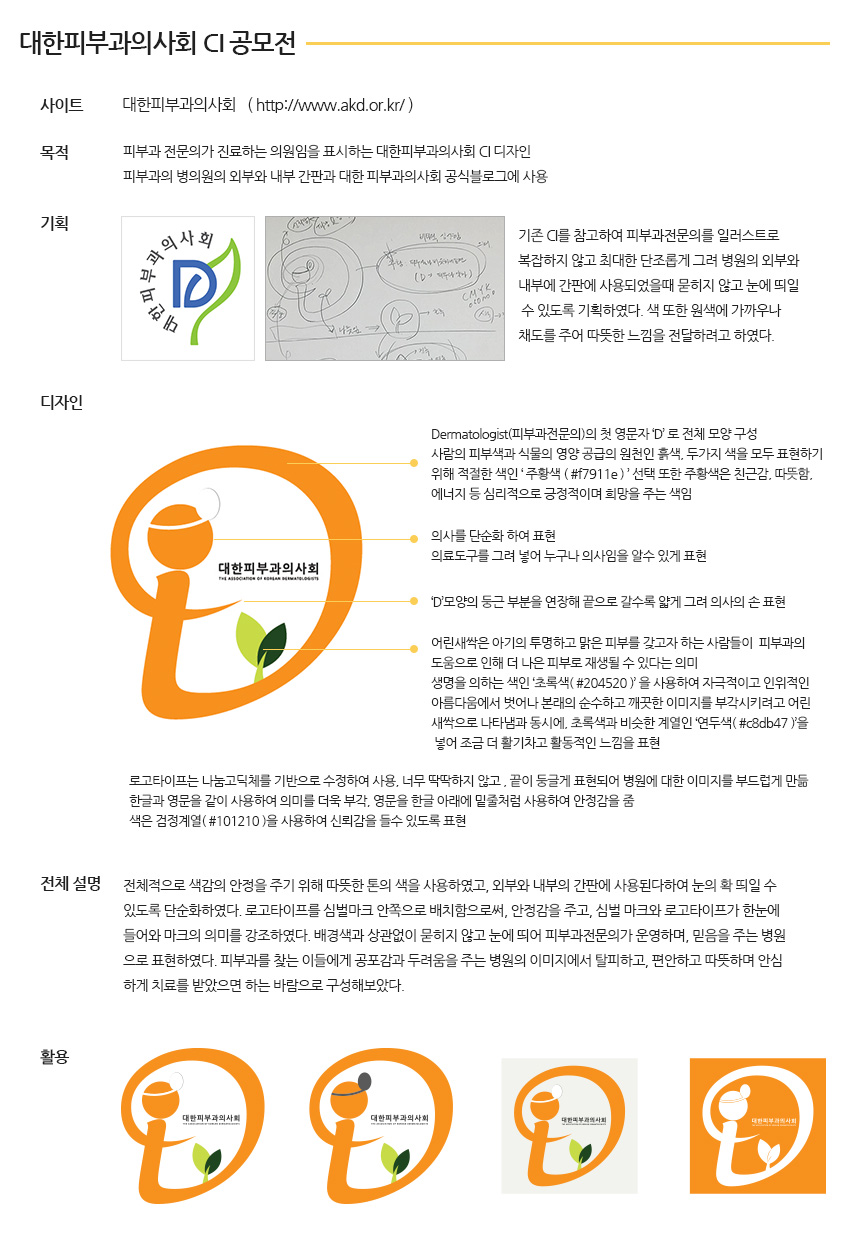 대한피부과의사회 CI 공모전
사이트
대한피부과의사회 ( http://www.akd.or.kr/ )
목적
피부과 전문의가 진료하는 의원임을 표시하는 대한피부과의사회 CI 디자인
피부과의 병의원의 외부와 내부 간판과 대한 피부과의사회 공식블로그에 사용
기획
대한피부과의사회
D
CMYK
기존 CI를 참고하여 피부과전문의를 일러스트로
복잡하지 않고 최대한 단조롭게 그려 병원의 외부와
내부에 간판에 사용되었을때 묻히지 않고 눈에 띄일
수 있도록 기획하였다. 색 또한 원색에 가까우나
채도를 주어 따뜻한 느낌을 전달하려고 하였다.
디자인
대한피부과의사회
THE ASSOCIATION OF KOREAN DERMATOLOGISTS
Dermatologist(피부과전문의)의 첫 영문자 ‘D’ 로 전체 모양 구성
사람의 피부색과 식물의 영양 공급의 원천인 흙색, 두가지 색을 모두 표현하기
위해 적절한 색인 ‘ 주황색 ( #f7911e ) ’ 선택 또한 주황색은 친근감, 따뜻함,
에너지 등 심리적으로 긍정적이며 희망을 주는 색임
의사를 단순화 하여 표현
의료도구를 그려 넣어 누구나 의사임을 알수 있게 표현
‘D’모양의 둥근 부분을 연장해 끝으로 갈수록 얇게 그려 의사의 손 표현
어린새싹은 아기의 투명하고 맑은 피부를 갖고자 하는 사람들이 피부과의
도움으로 인해 더 나은 피부로 재생될 수 있다는 의미
생명을 의하는 색인 ‘초록색( #204520 )’ 을 사용하여 자극적이고 인위적인
아름다움에서 벗어나 본래의 순수하고 깨끗한 이미지를 부각시키려고 어린
새싹으로 나타냄과 동시에, 초록색과 비슷한 계열인 ‘연두색( #c8db47 )’을
넣어 조금 더 활기차고 활동적인 느낌을 표현
로고타이프는 나눔고딕체를 기반으로 수정하여 사용, 너무 딱딱하지 않고 , 끝이 둥글게 표현되어 병원에 대한 이미지를 부드럽게 만듦
한글과 영문을 같이 사용하여 의미를 더욱 부각, 영문을 한글 아래에 밑줄처럼 사용하여 안정감을 줌
색은 검정계열( #101210 )을 사용하여 신뢰감을 들수 있도록 표현
전체 설명
전체적으로 색감의 안정을 주기 위해 따뜻한 톤의 색을 사용하였고, 외부와 내부의 간판에 사용된다하여 눈의 확 띄일 수
있도록 단순화하였다. 로고타이프를 심벌마크 안쪽으로 배치함으로써, 안정감을 주고, 심벌 마크와 로고타이프가 한눈에
들어와 마크의 의미를 강조하였다. 배경색과 상관없이 묻히지 않고 눈에 띄어 피부과전문의가 운영하며, 믿음을 주는 병원
으로 표현하였다. 피부과를 찾는 이들에게 공포감과 두려움을 주는 병원의 이미지에서 탈피하고, 편안하고 따뜻하며 안심
하게 치료를 받았으면 하는 바람으로 구성해보았다.
활용
대한피부과의사회
대한피부과의사회
대한피부과의사회
대한피부과의사회